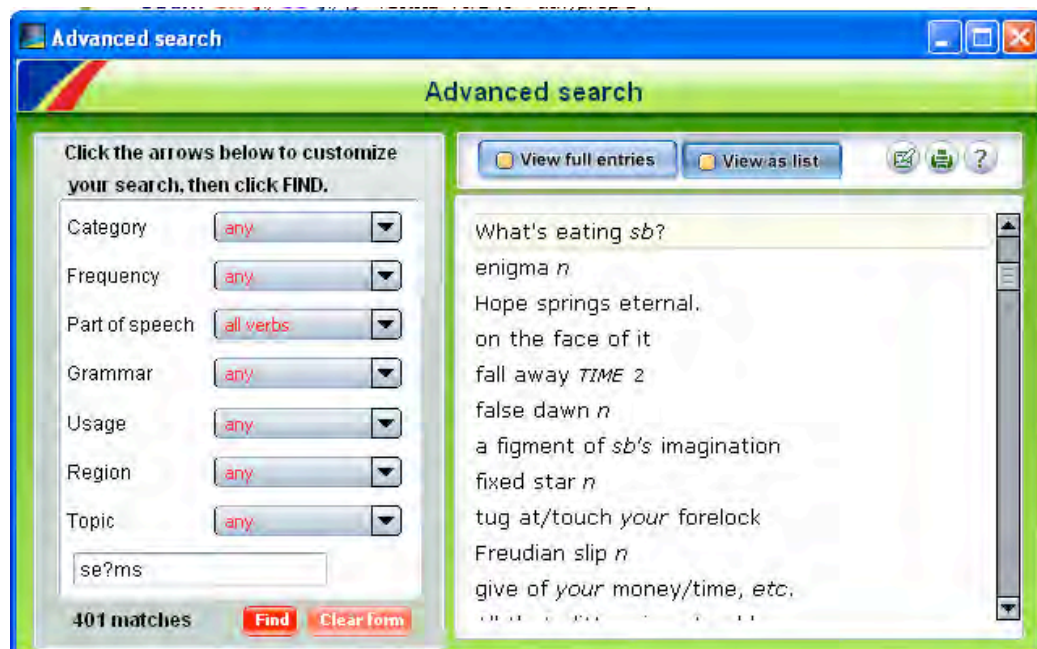 Advanced search
Advanced search
Click the arrows below to customize
your search, then click FIND.
Category any
Frequency any
Part of speech all verbs
Grammar any
Usage any
Region any
Topic any
se?ms
401 matches Find Clear form
View full entries View as list ?
What's eating sb?
enigma n
Hope springs eternal.
on the face of it
fall away TIME 2
false dawn n
a figment of sb's imagination
fixed star n
tug at/touch your forelock
Freudian slip n
give of your money/time, etc.